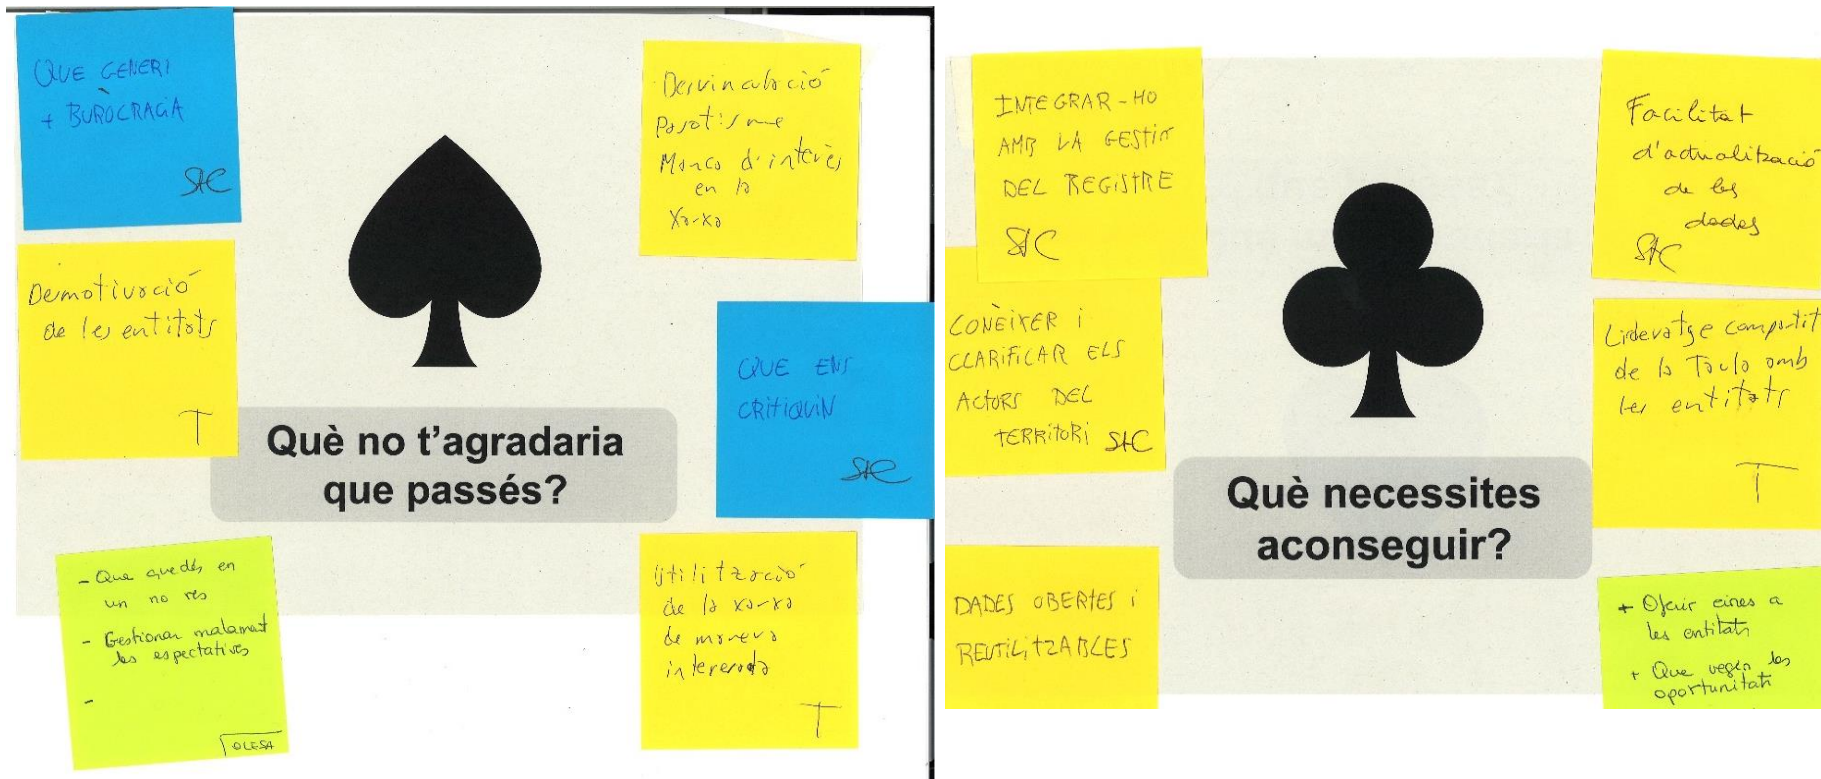 QUE GENERI
+ BURÒCRACIA
StC
Desvinculació
Pasotisme
Manca d'interès
en la
Xarxa
Desmotivació
de les entitats
T
QUE ENS
CRITIQUIN
StC
Què no t'agradaria
que passés?
- Que quedés en
un no res
- Gestionar malament
les espectatives
-
OLESA
Utilització
de la xarxa
de manera
interessada
T
INTEGRAR-HO
AMB LA GESTIÓ
DEL REGISTRE
StC
Facilitat
d'actualització
de les
dades
StC
CONÈIXER i
CLARIFICAR ELS
ACTORS DEL
TERRITORI StC
Lideratge compartit
de la Taula amb
les entitats
T
Què necessites
aconseguir?
DADES OBERTES i
REUTILITZABLES
+ Oferir eines a
les entitats
+ Que vegin les
oportunitats